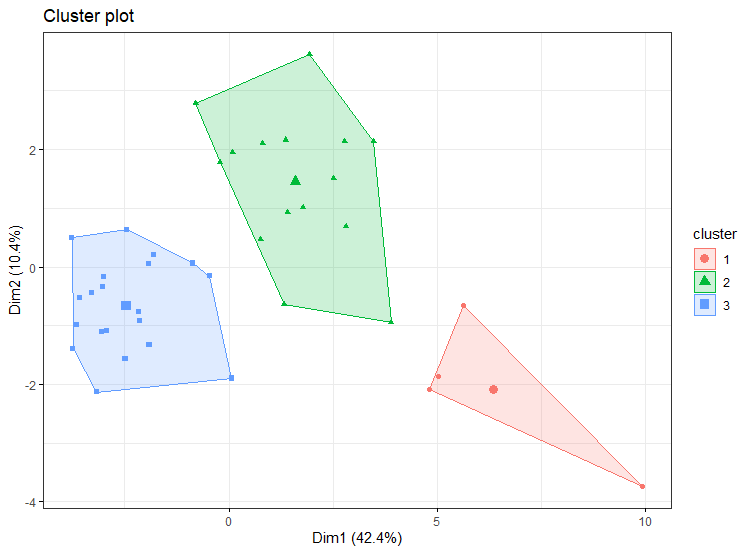 Cluster plot
2
0
-2
-4
Dim2 (10.4%)
0
5
10
Dim1 (42.4%)
cluster
1
2
3